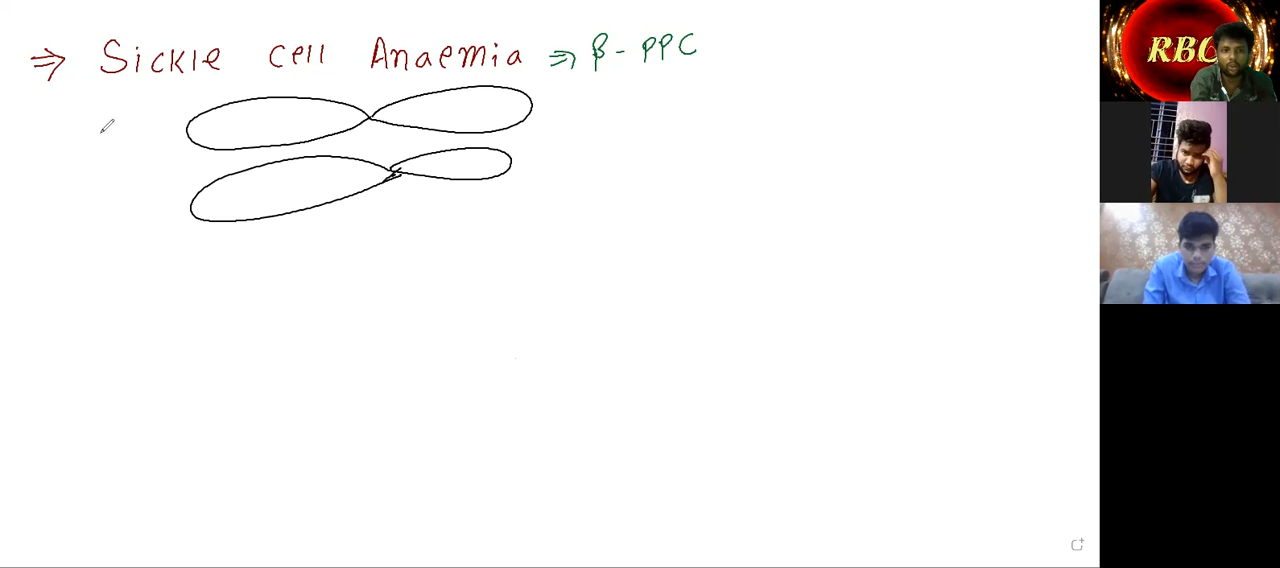 ⇒ Sickle cell Anaemia ⇒ β - PPC
RBC